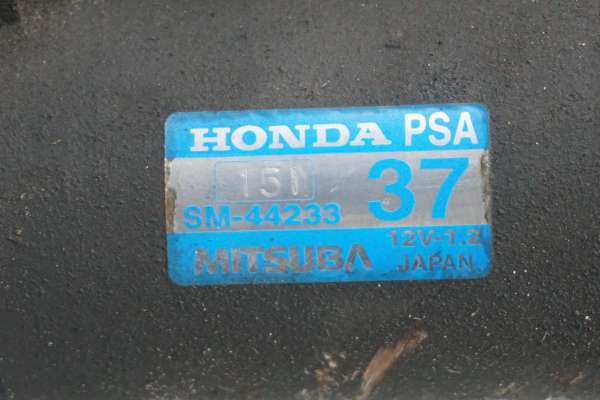 HONDA PSA
151 37
SM-44233
12V-1.2
MITSUBA JAPAN